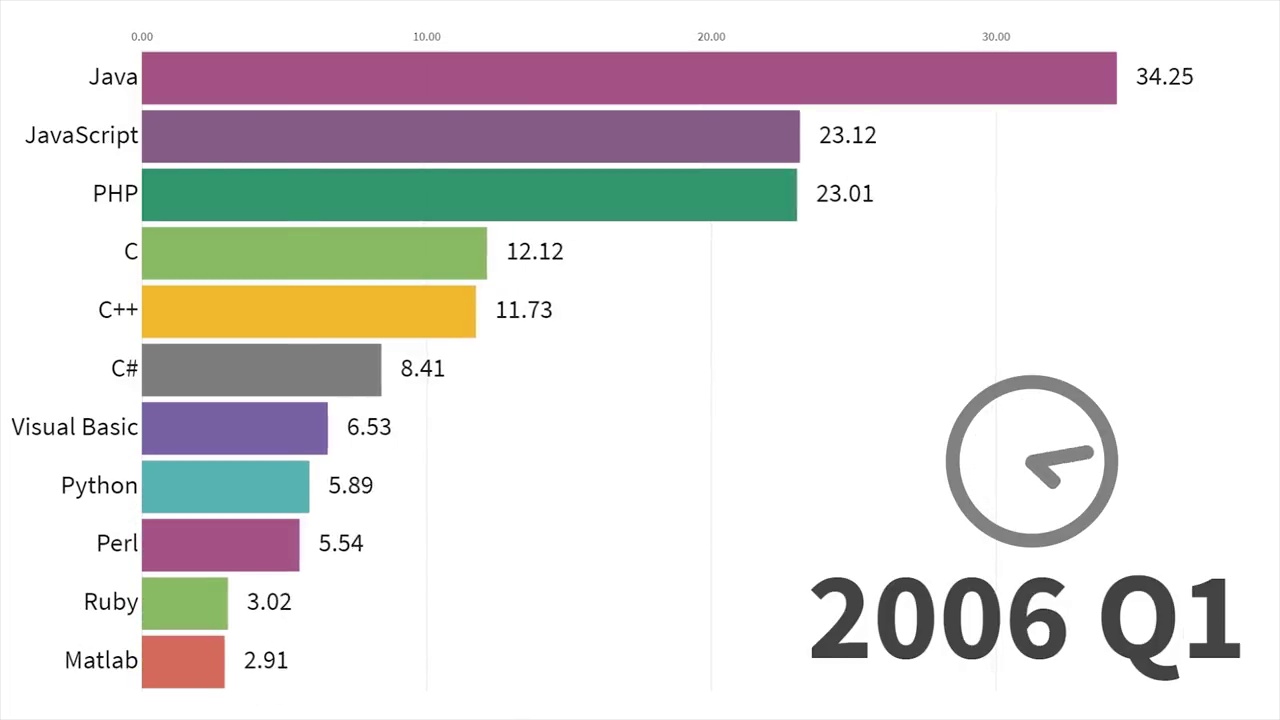 0.00 10.00 20.00 30.00
Java 34.25
JavaScript 23.12
PHP 23.01
C 12.12
C++ 11.73
C# 8.41
Visual Basic 6.53
Python 5.89
Perl 5.54
Ruby 3.02
Matlab 2.91
2006 Q1